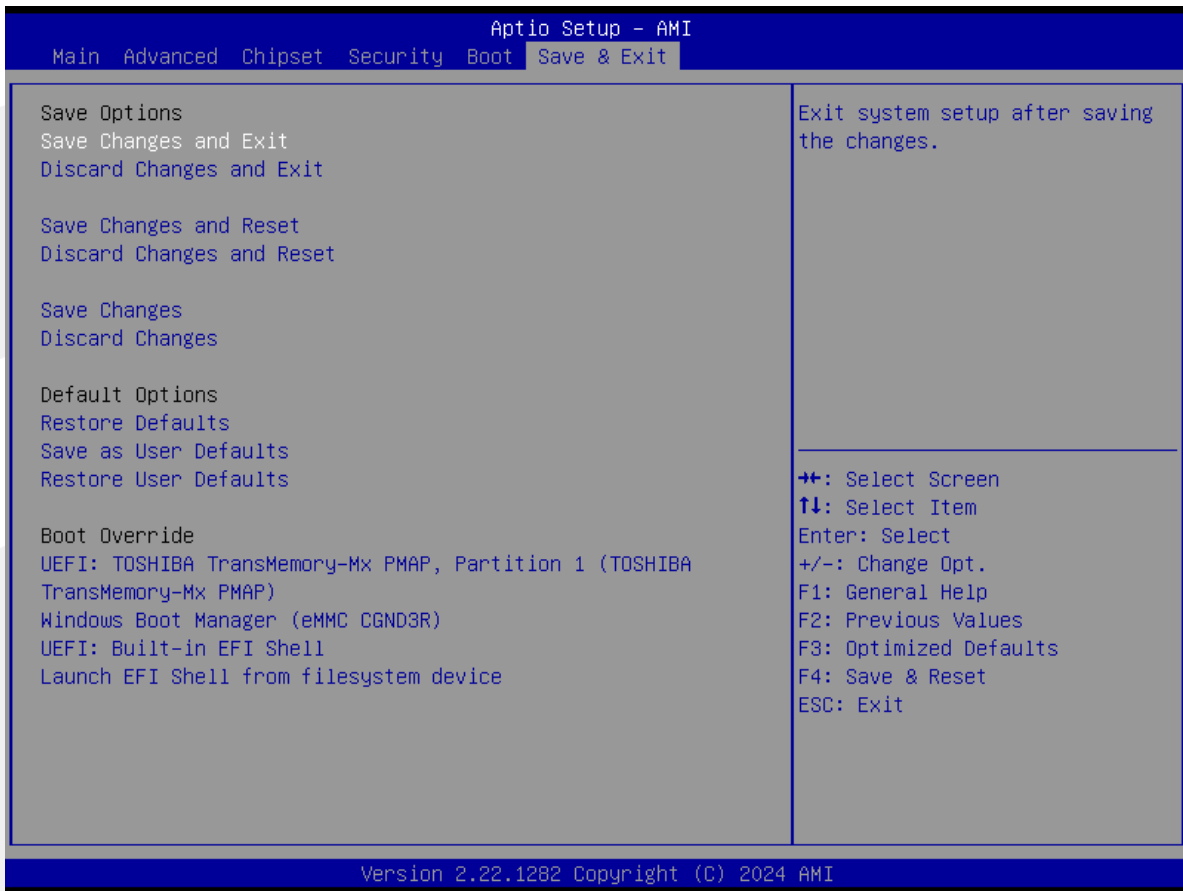 Aptio Setup – AMI
Main Advanced Chipset Security Boot Save & Exit
Save Options
Save Changes and Exit
Discard Changes and Exit
Save Changes and Reset
Discard Changes and Reset
Save Changes
Discard Changes
Default Options
Restore Defaults
Save as User Defaults
Restore User Defaults
Boot Override
UEFI: TOSHIBA TransMemory-Mx PMAP, Partition 1 (TOSHIBA
TransMemory-Mx PMAP)
Windows Boot Manager (eMMC CGND3R)
UEFI: Built-in EFI Shell
Launch EFI Shell from filesystem device
Exit system setup after saving
the changes.
→←: Select Screen
↑↓: Select Item
Enter: Select
+/-: Change Opt.
F1: General Help
F2: Previous Values
F3: Optimized Defaults
F4: Save & Reset
ESC: Exit
Version 2.22.1282 Copyright (C) 2024 AMI